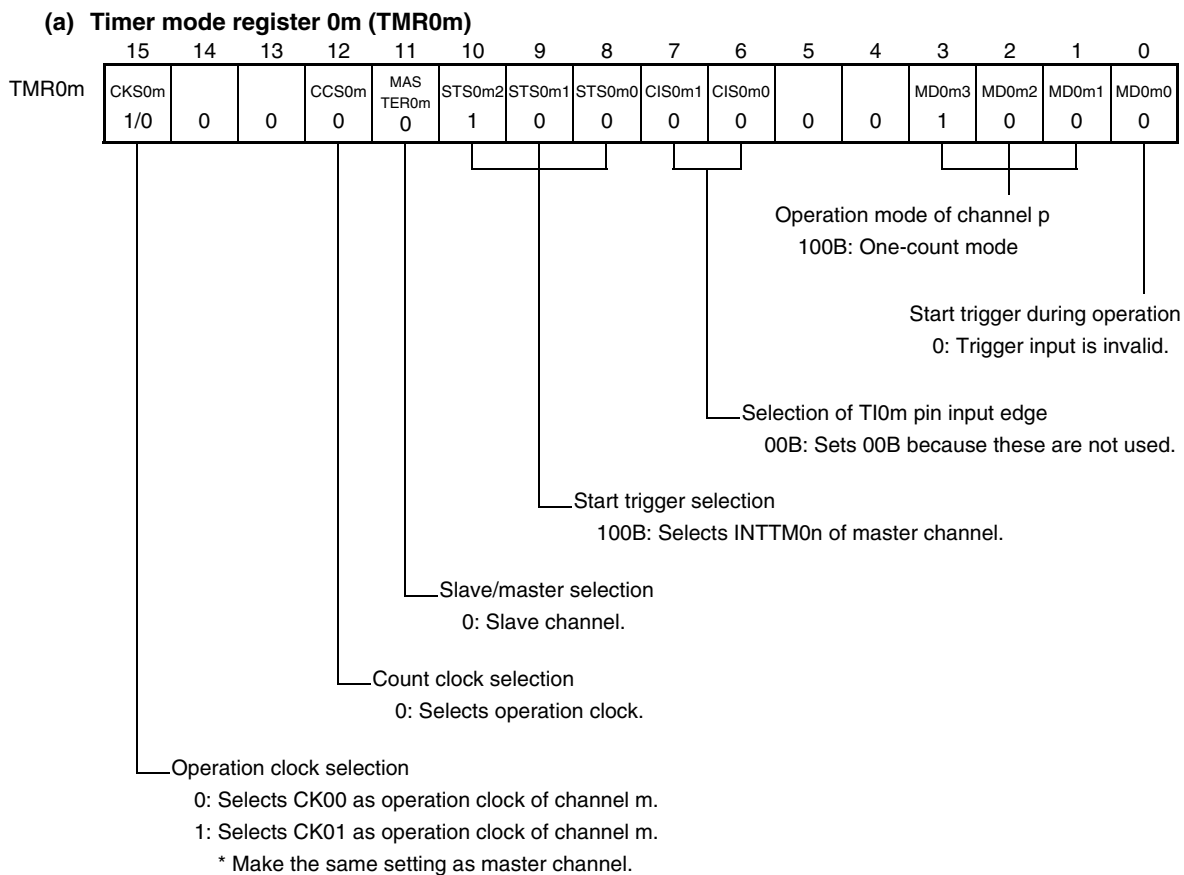 (a) Timer mode register 0m (TMR0m)
15 14 13 12 11 10 9 8 7 6 5 4 3 2 1 0
TMR0m
CKS0m CCS0m MAS TER0m STS0m2 STS0m1 STS0m0 CIS0m1 CIS0m0 MD0m3 MD0m2 MD0m1 MD0m0
1/0 0 0 0 0 1 0 0 0 0 0 0 1 0 0 0
Operation mode of channel p
100B: One-count mode
Start trigger during operation
0: Trigger input is invalid.
Selection of TI0m pin input edge
00B: Sets 00B because these are not used.
Start trigger selection
100B: Selects INTTM0n of master channel.
Slave/master selection
0: Slave channel.
Count clock selection
0: Selects operation clock.
Operation clock selection
0: Selects CK00 as operation clock of channel m.
1: Selects CK01 as operation clock of channel m.
* Make the same setting as master channel.